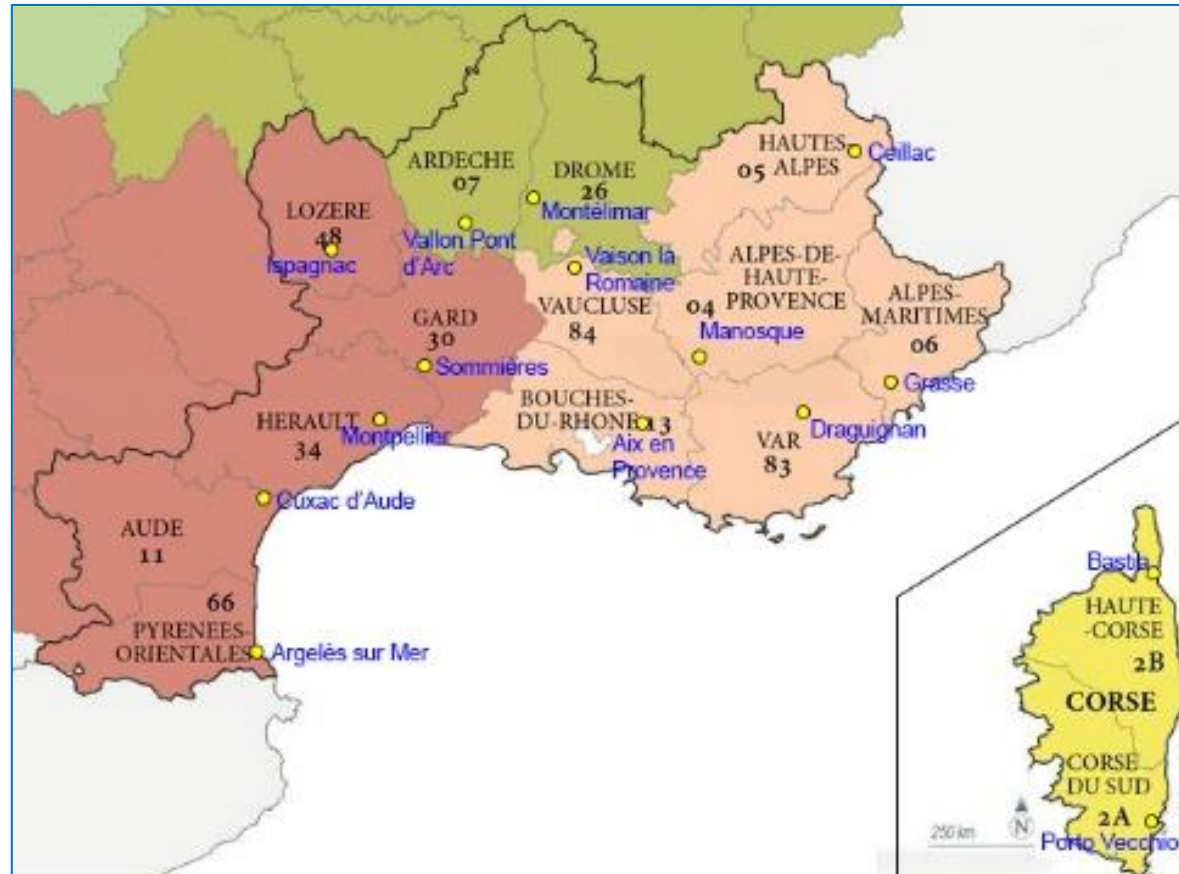 HAUTES-
ALPES
05
Ceillac
ARDECHE
07
DROME
26
Montélimar
LOZERE
48
Ispagnac
Vallon Pont
d'Arc
Vaison la
Romaine
ALPES-DE-
HAUTE-
PROVENCE
04
Manosque
ALPES-
MARITIMES
06
Grasse
VAUCLUSE
84
GARD
30
Sommières
BOUCHES-
DU-RHONE
13
Aix en
Provence
VAR
83
Draguignan
HERAULT
34
Montpellier
Cuxac d'Aude
AUDE
11
66
PYRENEES-
ORIENTALES
Argelès sur Mer
Bastia
HAUTE
-CORSE
2B
CORSE
CORSE
DU SUD
2A
Porto Vecchio
250 km
N